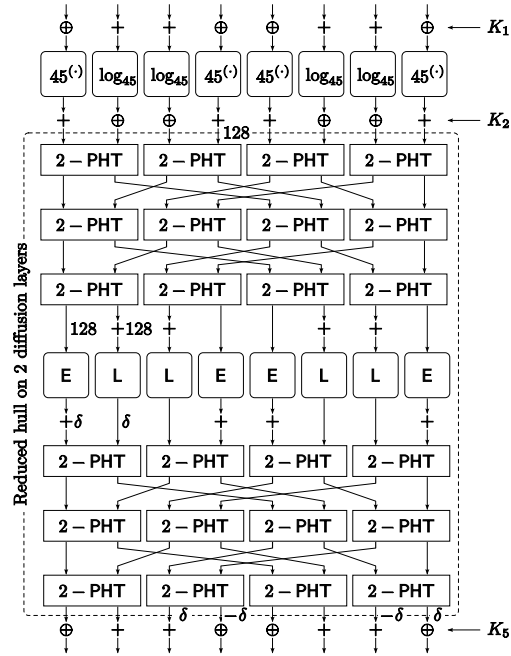 ⊕ + + ⊕ ⊕ + + ⊕ K₁
45⁽·⁾ log₄₅ log₄₅ 45⁽·⁾ 45⁽·⁾ log₄₅ log₄₅ 45⁽·⁾
+ ⊕ ⊕ + + ⊕ ⊕ + K₂
128
2 − PHT 2 − PHT 2 − PHT 2 − PHT
2 − PHT 2 − PHT 2 − PHT 2 − PHT
2 − PHT 2 − PHT 2 − PHT 2 − PHT
128 + 128 + + +
E L L E E L L E
+ δ δ + + +
2 − PHT 2 − PHT 2 − PHT 2 − PHT
2 − PHT 2 − PHT 2 − PHT 2 − PHT
2 − PHT 2 − PHT 2 − PHT 2 − PHT
δ −δ −δ δ
⊕ + + ⊕ ⊕ + + ⊕ K₅
Reduced hull on 2 diffusion layers